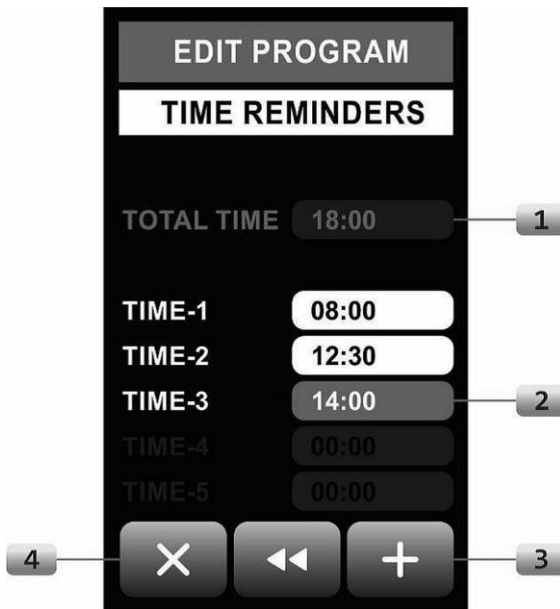 EDIT PROGRAM
TIME REMINDERS
TOTAL TIME 18:00
1
TIME-1 08:00
TIME-2 12:30
TIME-3 14:00
2
TIME-4 00:00
TIME-5 00:00
4
3